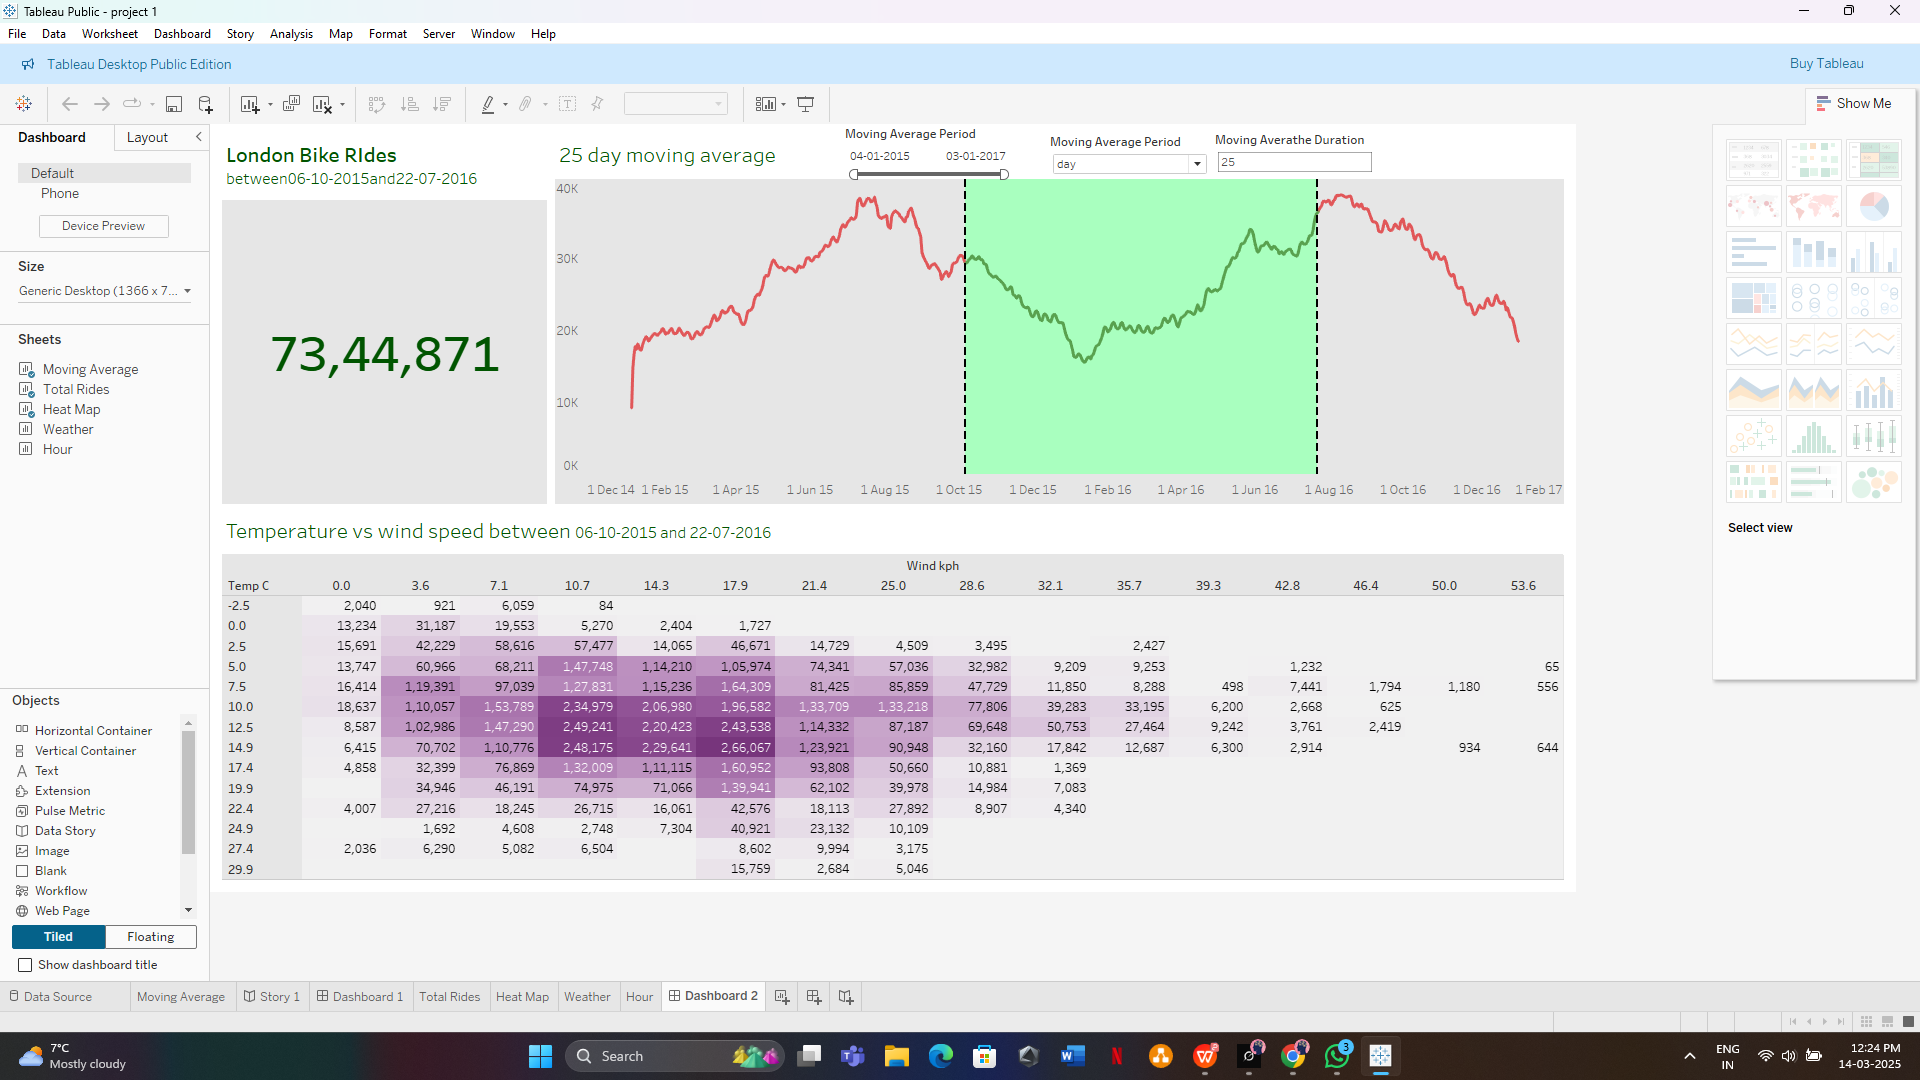 Tableau Public - project 1
File Data Worksheet Dashboard Story Analysis Map Format Server Window Help
Tableau Desktop Public Edition
Buy Tableau
Show Me
Dashboard Layout
Default
Phone
Device Preview
Size
Generic Desktop (1366 x 7...
Sheets
Moving Average
Total Rides
Heat Map
Weather
Hour
Objects
Horizontal Container
Vertical Container
Text
Extension
Pulse Metric
Data Story
Image
Blank
Workflow
Web Page
Tiled Floating
Show dashboard title
London Bike RIdes
between06-10-2015and22-07-2016
73,44,871
25 day moving average
Moving Average Period
04-01-2015 03-01-2017
Moving Average Period
day
Moving Averathe Duration
25
40K
30K
20K
10K
0K
1 Dec 14 1 Feb 15 1 Apr 15 1 Jun 15 1 Aug 15 1 Oct 15 1 Dec 15 1 Feb 16 1 Apr 16 1 Jun 16 1 Aug 16 1 Oct 16 1 Dec 16 1 Feb 17
Temperature vs wind speed between 06-10-2015 and 22-07-2016
Wind kph
Temp C 0.0 3.6 7.1 10.7 14.3 17.9 21.4 25.0 28.6 32.1 35.7 39.3 42.8 46.4 50.0 53.6
-2.5 2,040 921 6,059 84
0.0 13,234 31,187 19,553 5,270 2,404 1,727
2.5 15,691 42,229 58,616 57,477 14,065 46,671 14,729 4,509 3,495 2,427
5.0 13,747 60,966 68,211 1,47,748 1,14,210 1,05,974 74,341 57,036 32,982 9,209 9,253 1,232 65
7.5 16,414 1,19,391 97,039 1,27,831 1,15,236 1,64,309 81,425 85,859 47,729 11,850 8,288 498 7,441 1,794 1,180 556
10.0 18,637 1,10,057 1,53,789 2,34,979 2,06,980 1,96,582 1,33,709 1,33,218 77,806 39,283 33,195 6,200 2,668 625
12.5 8,587 1,02,986 1,47,290 2,49,241 2,20,423 2,43,538 1,14,332 87,187 69,648 50,753 27,464 9,242 3,761 2,419
14.9 6,415 70,702 1,10,776 2,48,175 2,29,641 2,66,067 1,23,921 90,948 32,160 17,842 12,687 6,300 2,914 934 644
17.4 4,858 32,399 76,869 1,32,009 1,11,115 1,60,952 93,808 50,660 10,881 1,369
19.9 34,946 46,191 74,975 71,066 1,39,941 62,102 39,978 14,984 7,083
22.4 4,007 27,216 18,245 26,715 16,061 42,576 18,113 27,892 8,907 4,340
24.9 1,692 4,608 2,748 7,304 40,921 23,132 10,109
27.4 2,036 6,290 5,082 6,504 8,602 9,994 3,175
29.9 15,759 2,684 5,046
Select view
Data Source Moving Average Story 1 Dashboard 1 Total Rides Heat Map Weather Hour Dashboard 2
7°C
Mostly cloudy
Search
3
ENG
IN
12:24 PM
14-03-2025